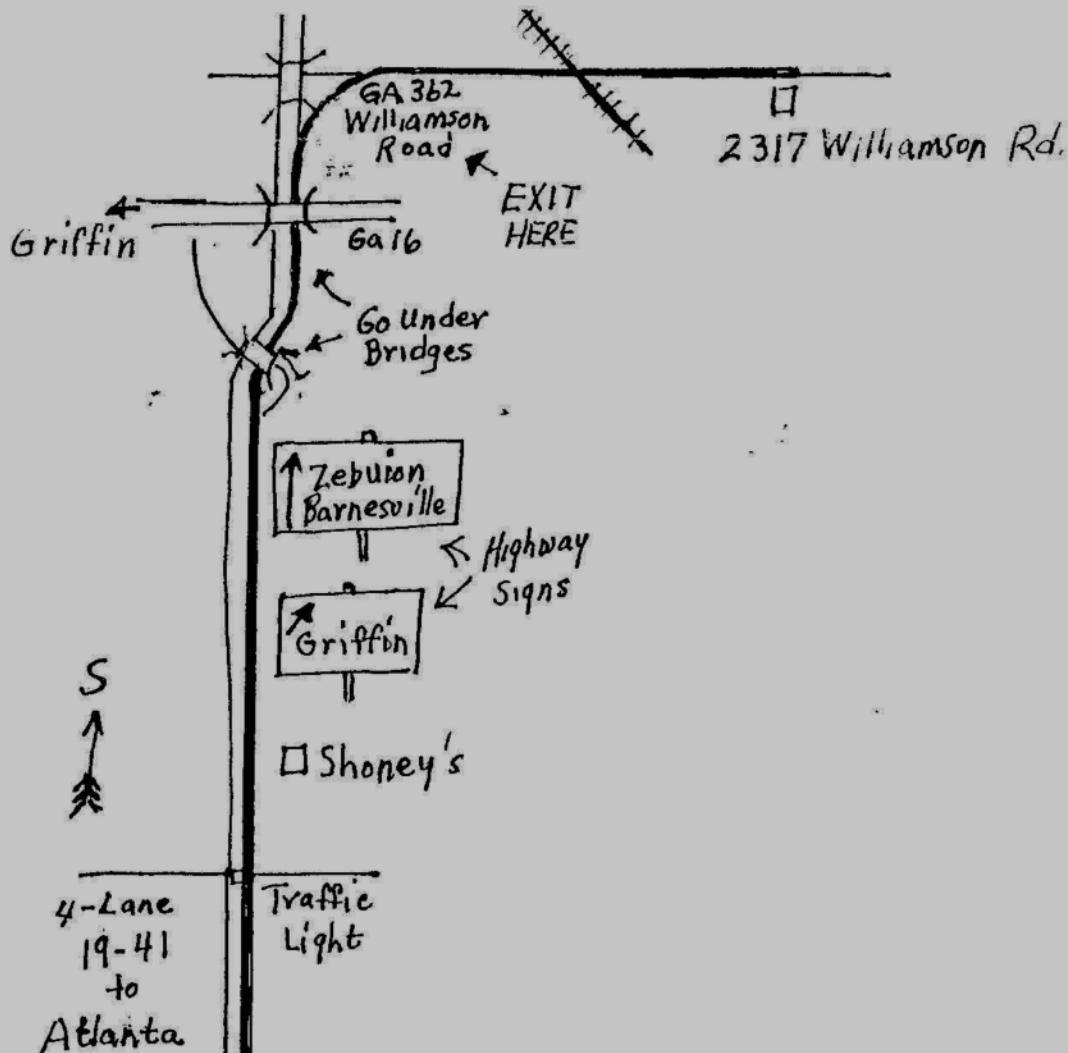 GA 362
Williamson
Road
2317 Williamson Rd.
EXIT
HERE
Griffin
Ga 16
Go Under
Bridges
Zebulon
Barnesville
Highway
Signs
Griffin
S
Shoney's
4-Lane
19-41
to
Atlanta
Traffic
Light